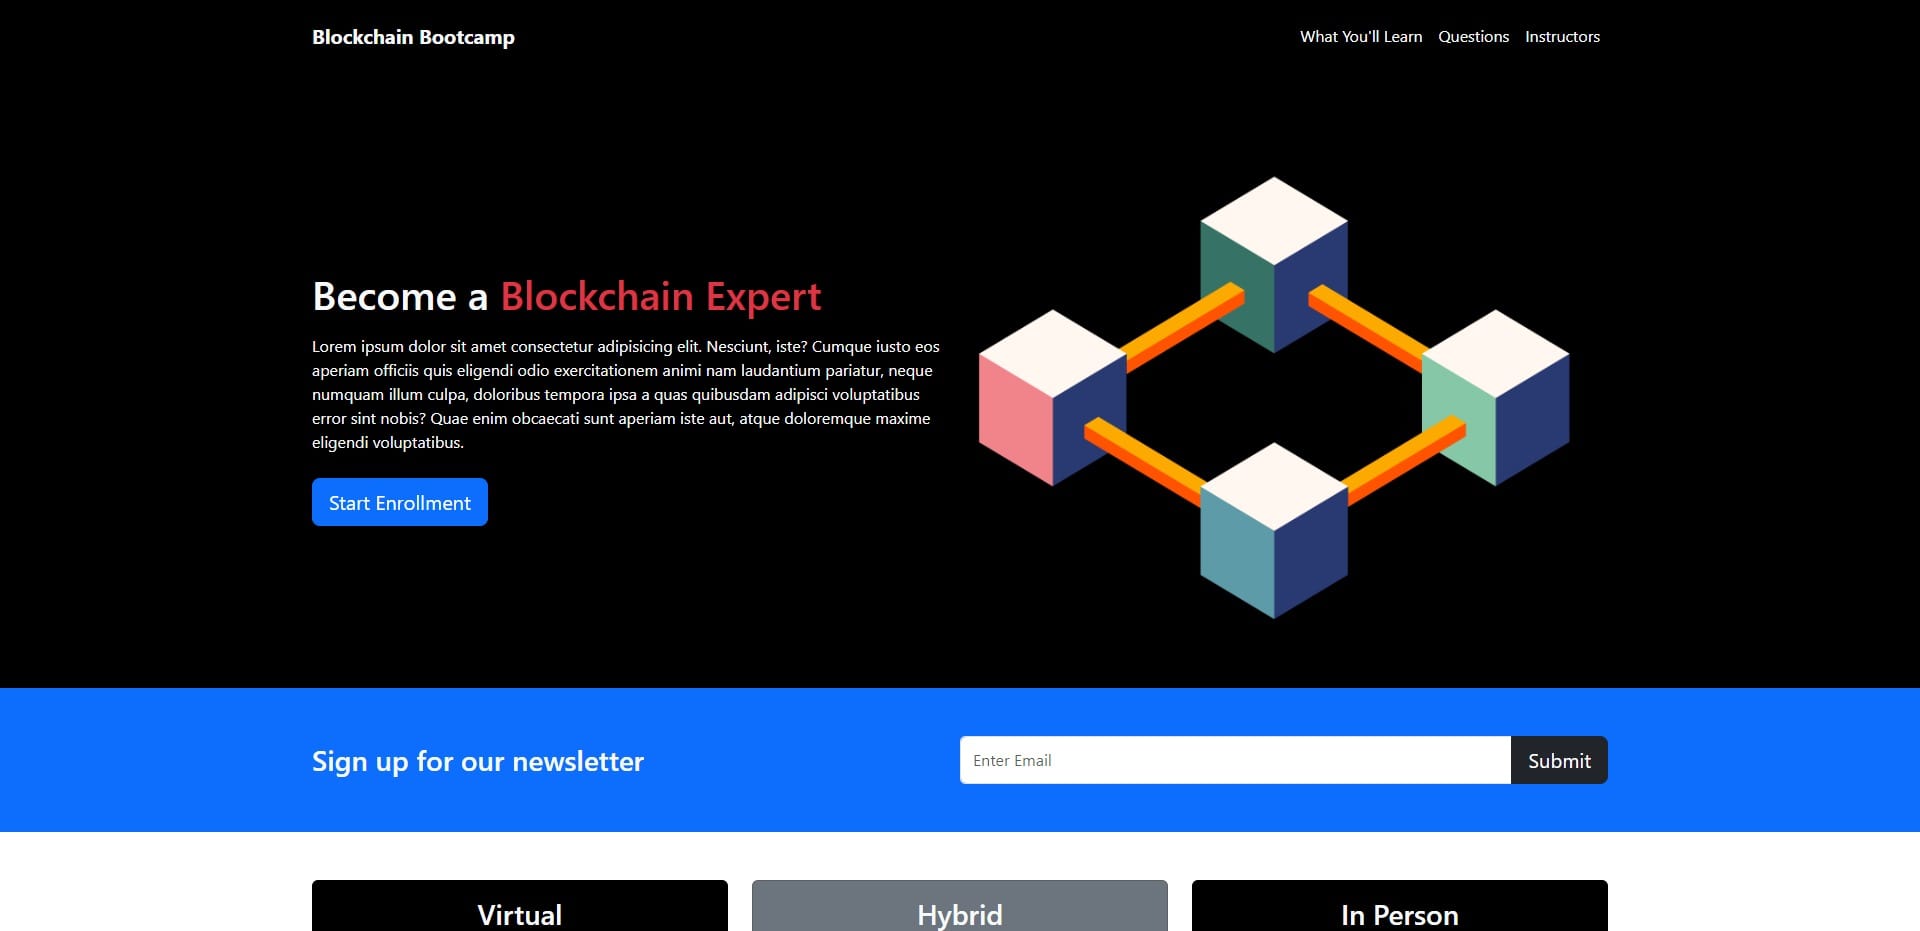 Blockchain Bootcamp
What You'll Learn Questions Instructors
Become a Blockchain Expert
Lorem ipsum dolor sit amet consectetur adipisicing elit. Nesciunt, iste? Cumque iusto eos
aperiam officiis quis eligendi odio exercitationem animi nam laudantium pariatur, neque
numquam illum culpa, doloribus tempora ipsa a quas quibusdam adipisci voluptatibus
error sint nobis? Quae enim obcaecati sunt aperiam iste aut, atque doloremque maxime
eligendi voluptatibus.
Start Enrollment
Sign up for our newsletter
Enter Email
Submit
Virtual
Hybrid
In Person